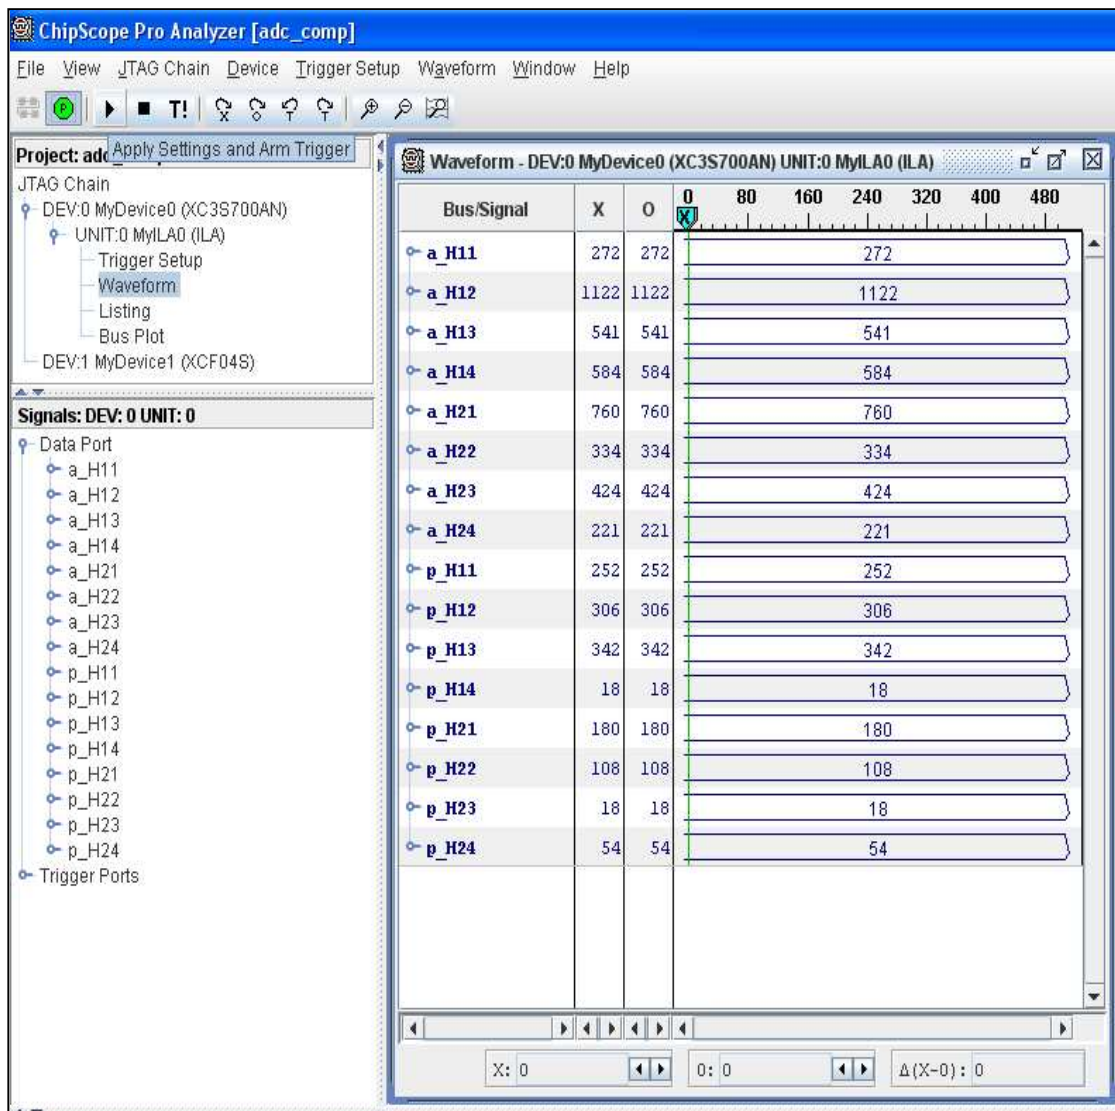 ChipScope Pro Analyzer [adc_comp]
File View JTAG Chain Device Trigger Setup Waveform Window Help
P T! X O T T
Apply Settings and Arm Trigger
Project:
JTAG Chain
DEV:0 MyDevice0 (XC3S700AN)
UNIT:0 MyILA0 (ILA)
Trigger Setup
Waveform
Listing
Bus Plot
DEV:1 MyDevice1 (XCF04S)
Signals: DEV: 0 UNIT: 0
Data Port
a_H11
a_H12
a_H13
a_H14
a_H21
a_H22
a_H23
a_H24
p_H11
p_H12
p_H13
p_H14
p_H21
p_H22
p_H23
p_H24
Trigger Ports
Waveform - DEV:0 MyDevice0 (XC3S700AN) UNIT:0 MyILA0 (ILA)
Bus/Signal X O 0 80 160 240 320 400 480
X
a_H11 272 272 272
a_H12 1122 1122 1122
a_H13 541 541 541
a_H14 584 584 584
a_H21 760 760 760
a_H22 334 334 334
a_H23 424 424 424
a_H24 221 221 221
p_H11 252 252 252
p_H12 306 306 306
p_H13 342 342 342
p_H14 18 18 18
p_H21 180 180 180
p_H22 108 108 108
p_H23 18 18 18
p_H24 54 54 54
X: 0 O: 0 Δ(X-O): 0